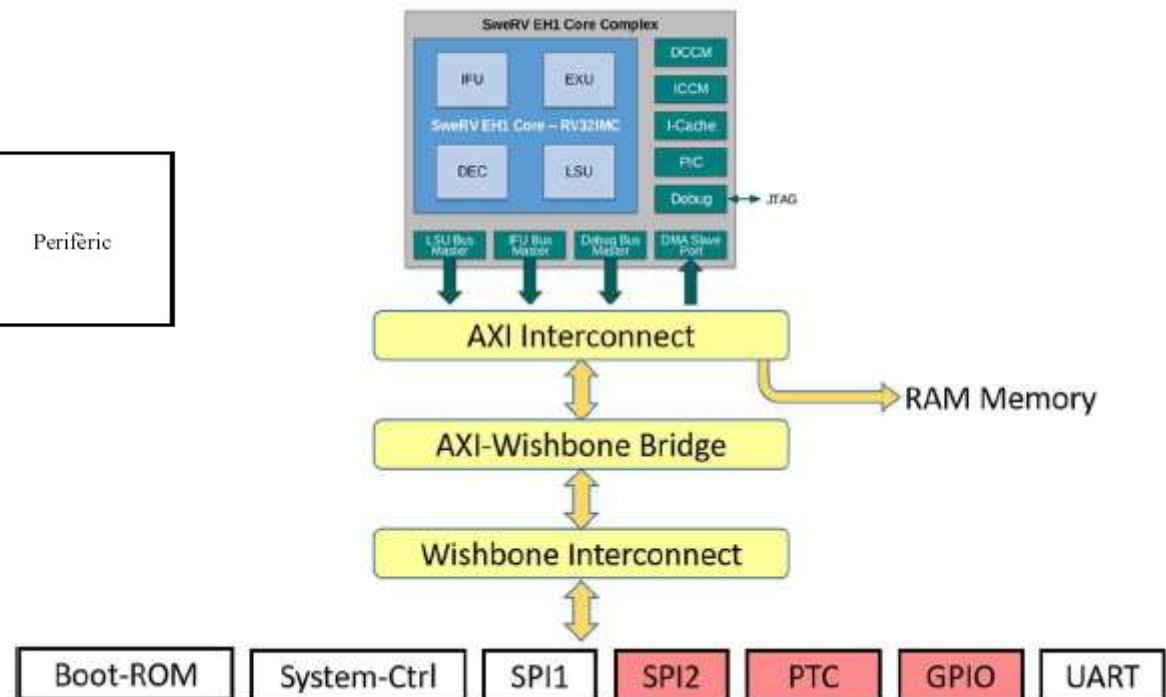 SweRV EH1 Core Complex
IFU
EXU
SweRV EH1 Core – RV32IMC
DEC
LSU
DCCM
ICCM
I-Cache
PIC
Debug
JTAG
LSU Bus
Master
IFU Bus
Master
Debug Bus
Master
DMA Slave
Port
Perifèric
AXI Interconnect
RAM Memory
AXI-Wishbone Bridge
Wishbone Interconnect
Boot-ROM
System-Ctrl
SPI1
SPI2
PTC
GPIO
UART